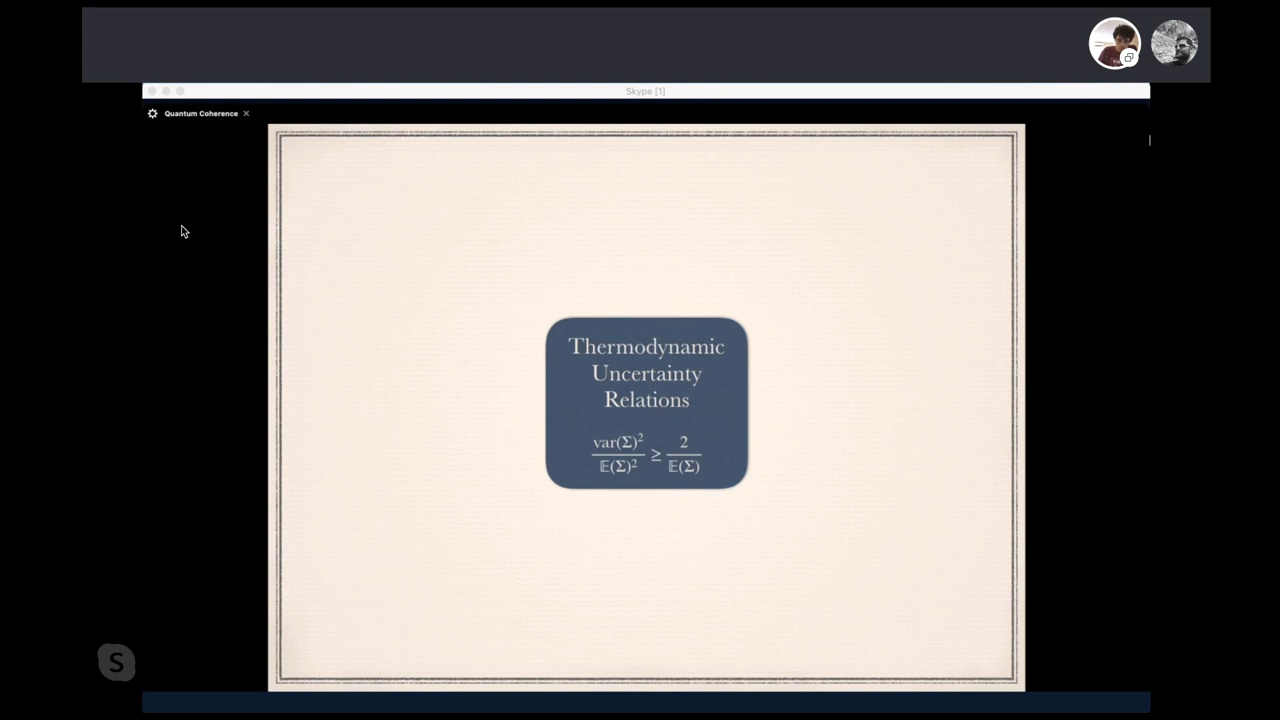 Skype [1]
Quantum Coherence
Thermodynamic
Uncertainty
Relations
var(Σ)² / 𝔼(Σ)² ≥ 2 / 𝔼(Σ)
S